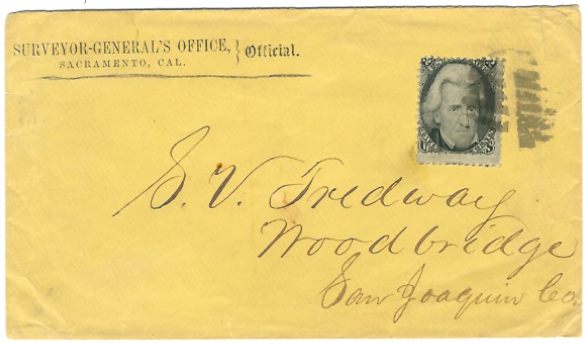 SURVEYOR-GENERAL'S OFFICE, } Official.
SACRAMENTO, CAL.
S. V. Tredway
Woodbridge
San Joaquin Co.